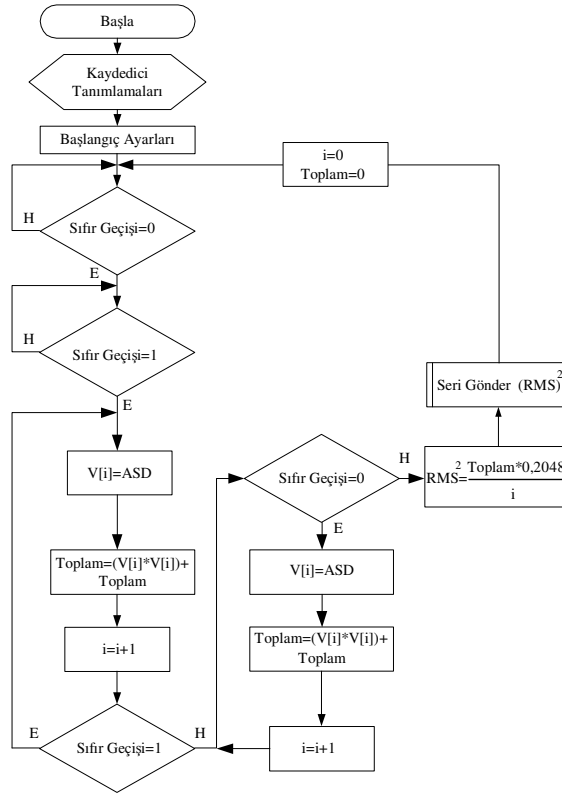 Başla
Kaydedici
Tanımlamaları
Başlangıç Ayarları
i=0
Toplam=0
H
Sıfır Geçişi=0
E
H
Sıfır Geçişi=1
E
Seri Gönder (RMS)²
V[i]=ASD
Sıfır Geçişi=0
H
RMS²=Toplam*0,2048
i
E
Toplam=(V[i]*V[i])+
Toplam
V[i]=ASD
i=i+1
Toplam=(V[i]*V[i])+
Toplam
E
Sıfır Geçişi=1
H
i=i+1